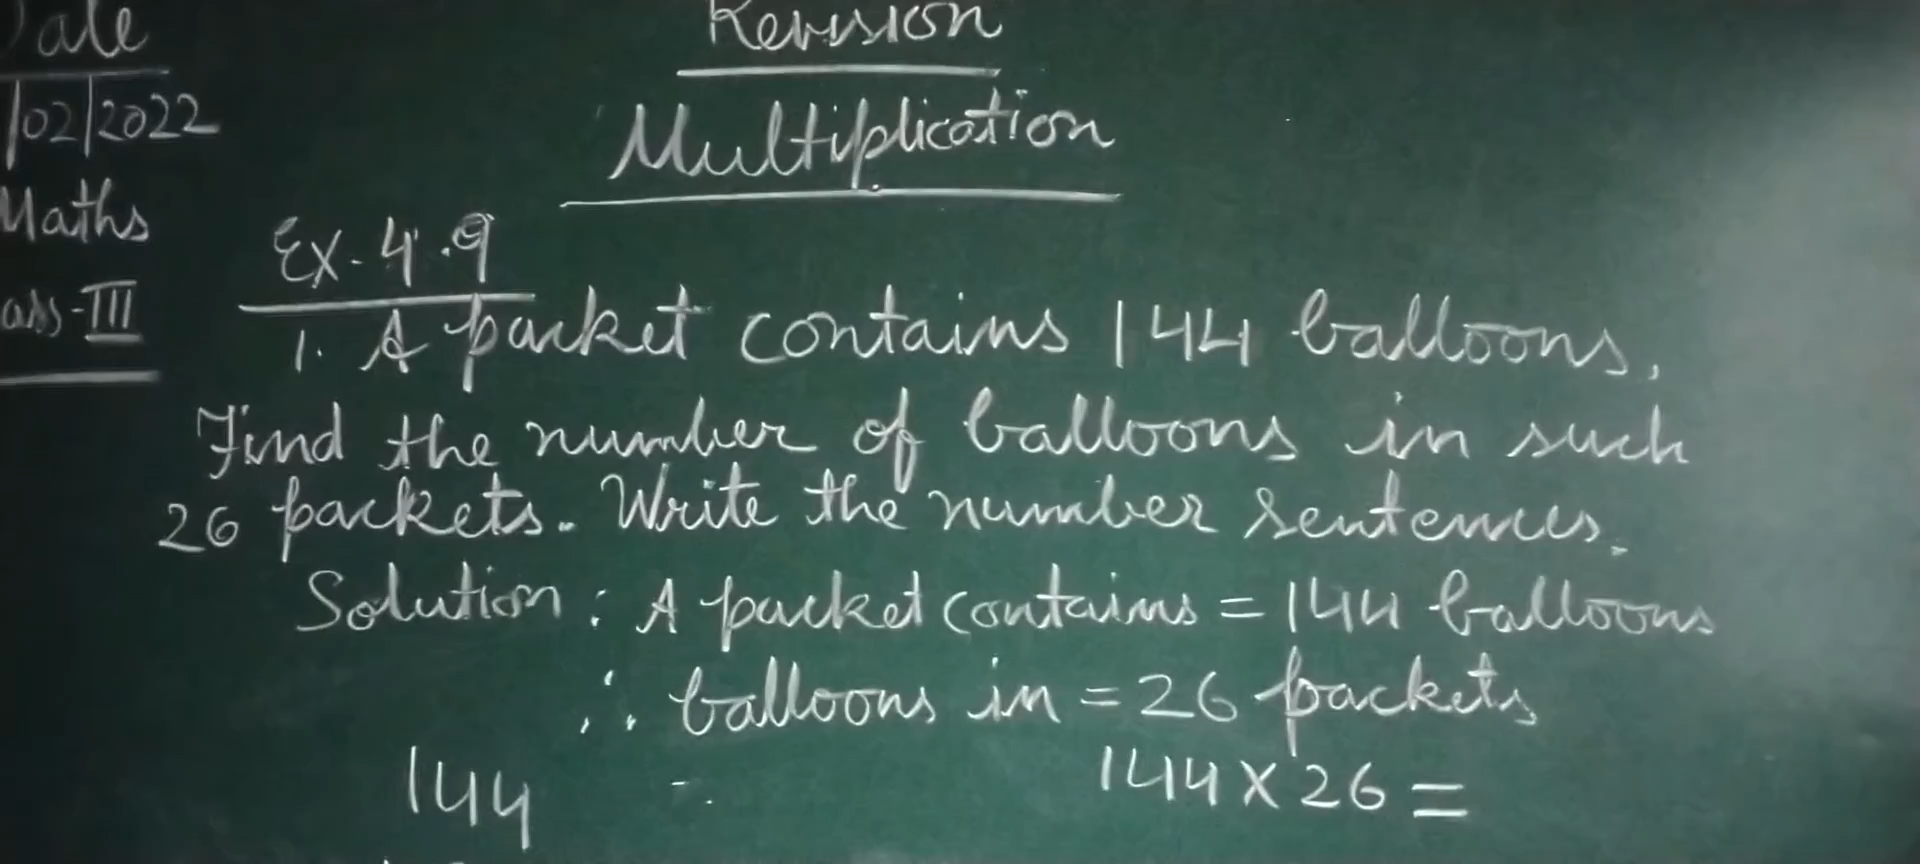 Revision
Multiplication
Date
/02/2022
Maths
ass-III
Ex-4.9
1. A packet contains 144 balloons.
Find the number of balloons in such
26 packets. Write the number sentences.
Solution : A packet contains = 144 balloons
∴ balloons in = 26 packets
144
144 X 26 =